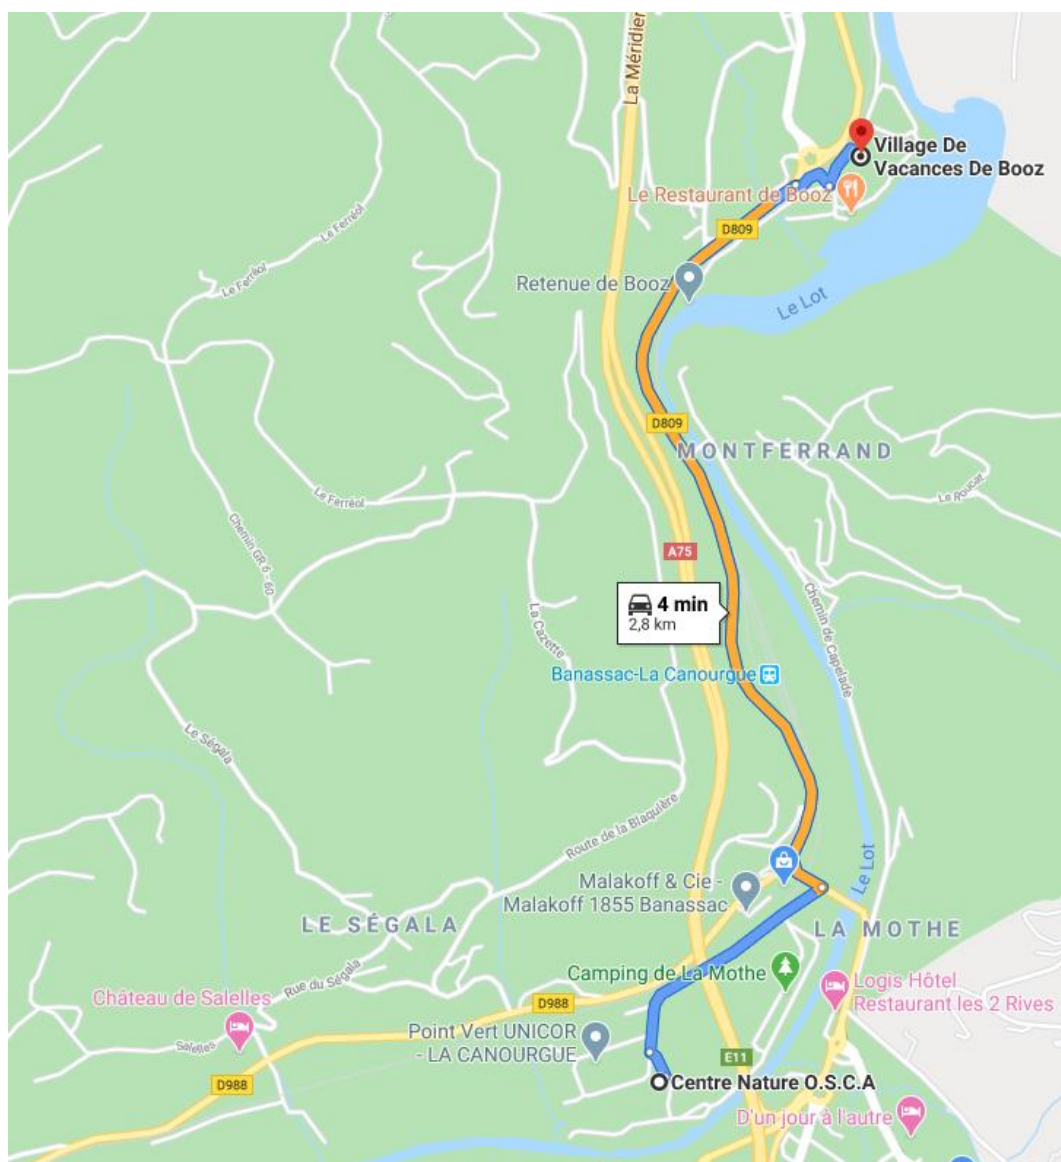 La Méridienne
Village De
Vacances De Booz
Le Restaurant de Booz
Le Ferréol
D809
Le Ferréol
Retenue de Booz
Le Lot
D809
MONTFERRAND
Le Ferréol
Le Roucat
Chemin GR 6 - 60
A75
4 min
2,8 km
La Cazette
Chemin de Capelade
Banassac-La Canourgue
Le Ségala
Route de la Blaquière
Le Lot
Malakoff & Cie -
Malakoff 1855 Banassac
LE SÉGALA
LA MOTHE
Rue du Ségala
Camping de La Mothe
Logis Hôtel
Restaurant les 2 Rives
Château de Salelles
D988
Point Vert UNICOR
- LA CANOURGUE
Salelles
E11
D988
Centre Nature O.S.C.A
D'un jour à l'autre